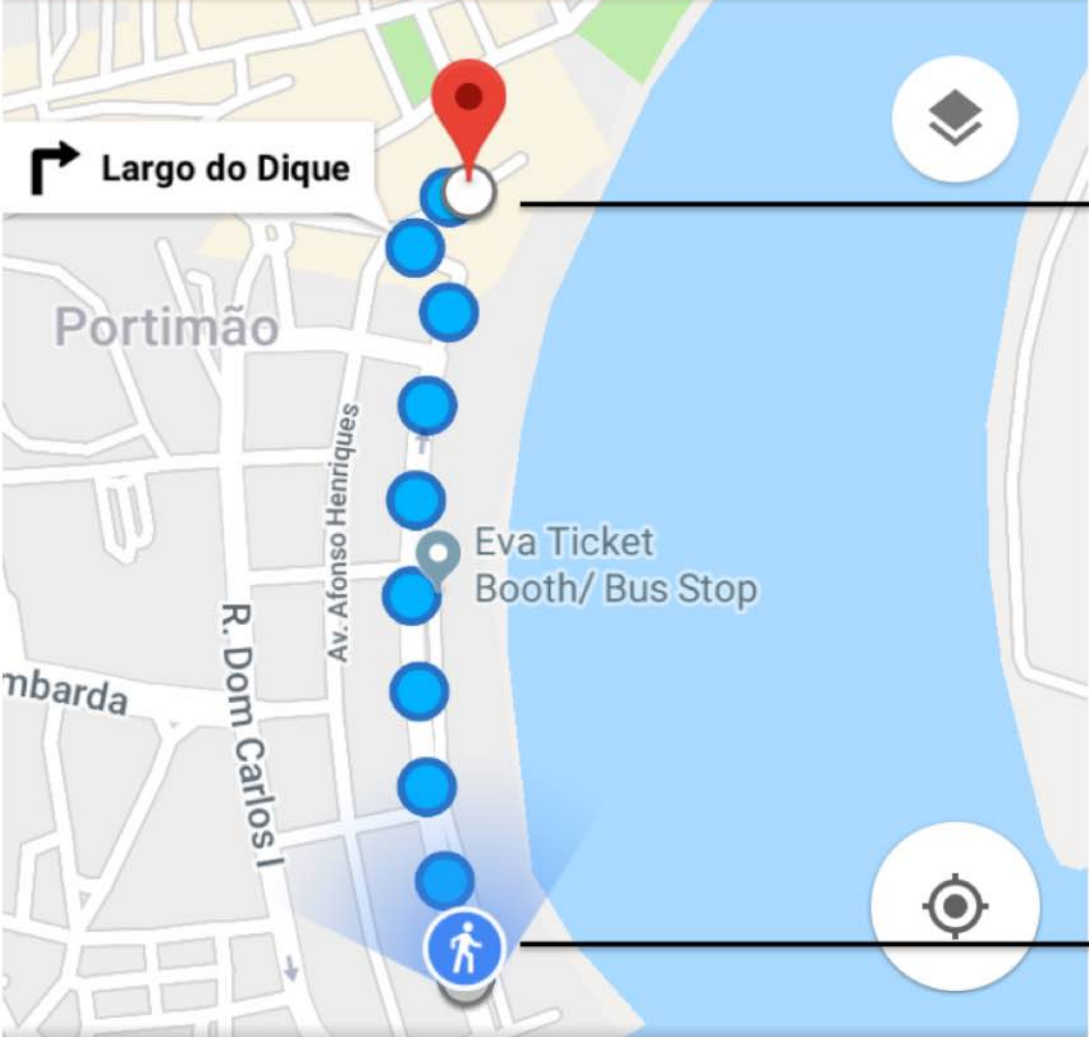 Largo do Dique
Portimão
Av. Afonso Henriques
Eva Ticket
Booth/ Bus Stop
R. Dom Carlos I
mbarda